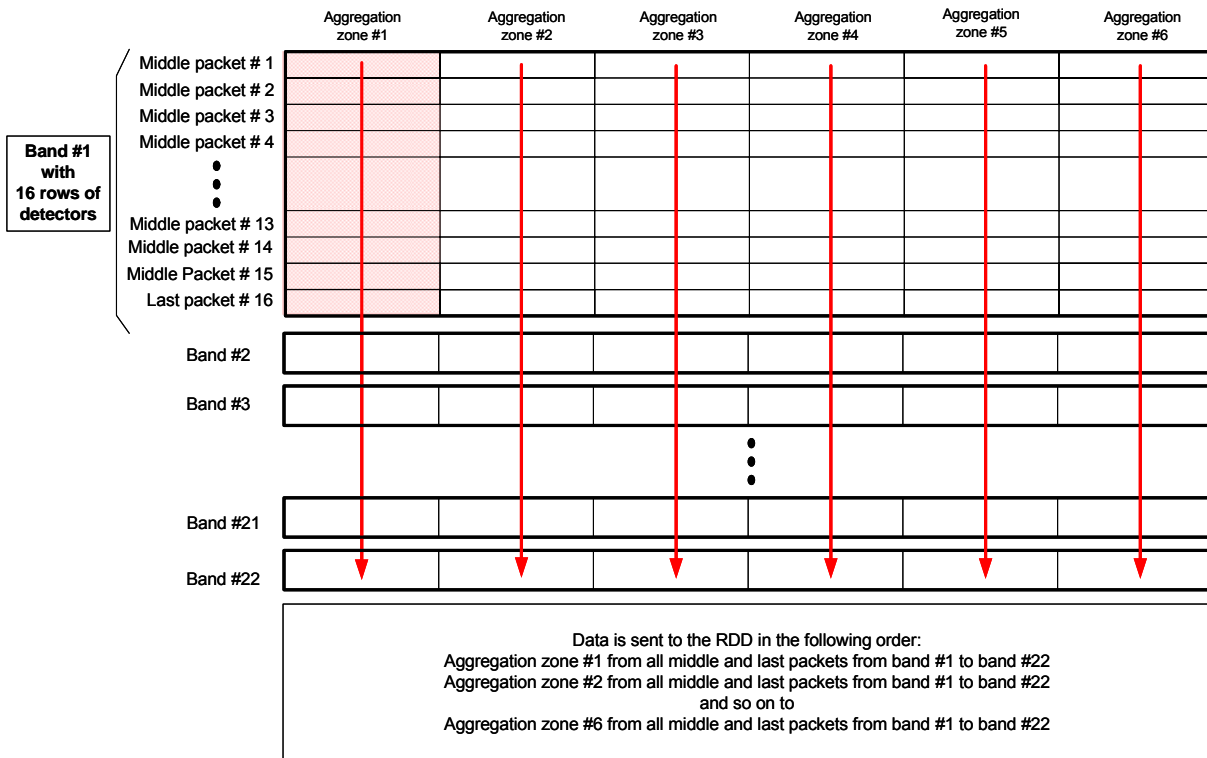 Aggregation
zone #1
Aggregation
zone #2
Aggregation
zone #3
Aggregation
zone #4
Aggregation
zone #5
Aggregation
zone #6
Band #1
with
16 rows of
detectors
Middle packet # 1
Middle packet # 2
Middle packet # 3
Middle packet # 4
Middle packet # 13
Middle packet # 14
Middle Packet # 15
Last packet # 16
Band #2
Band #3
Band #21
Band #22
Data is sent to the RDD in the following order:
Aggregation zone #1 from all middle and last packets from band #1 to band #22
Aggregation zone #2 from all middle and last packets from band #1 to band #22
and so on to
Aggregation zone #6 from all middle and last packets from band #1 to band #22